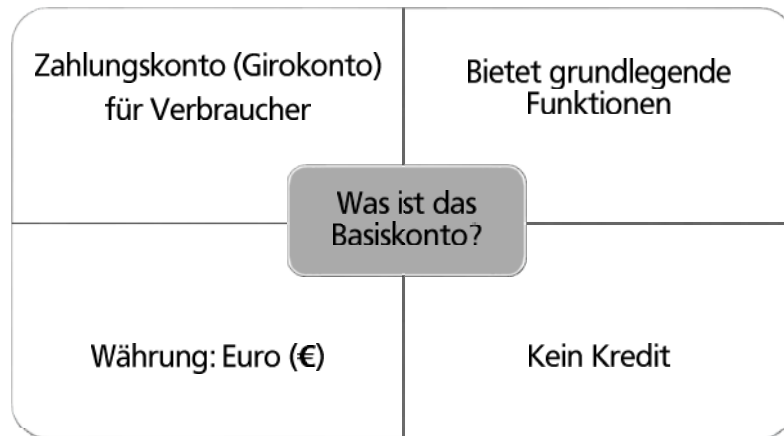 Zahlungskonto (Girokonto)
für Verbraucher
Bietet grundlegende
Funktionen
Was ist das
Basiskonto?
Währung: Euro (€)
Kein Kredit